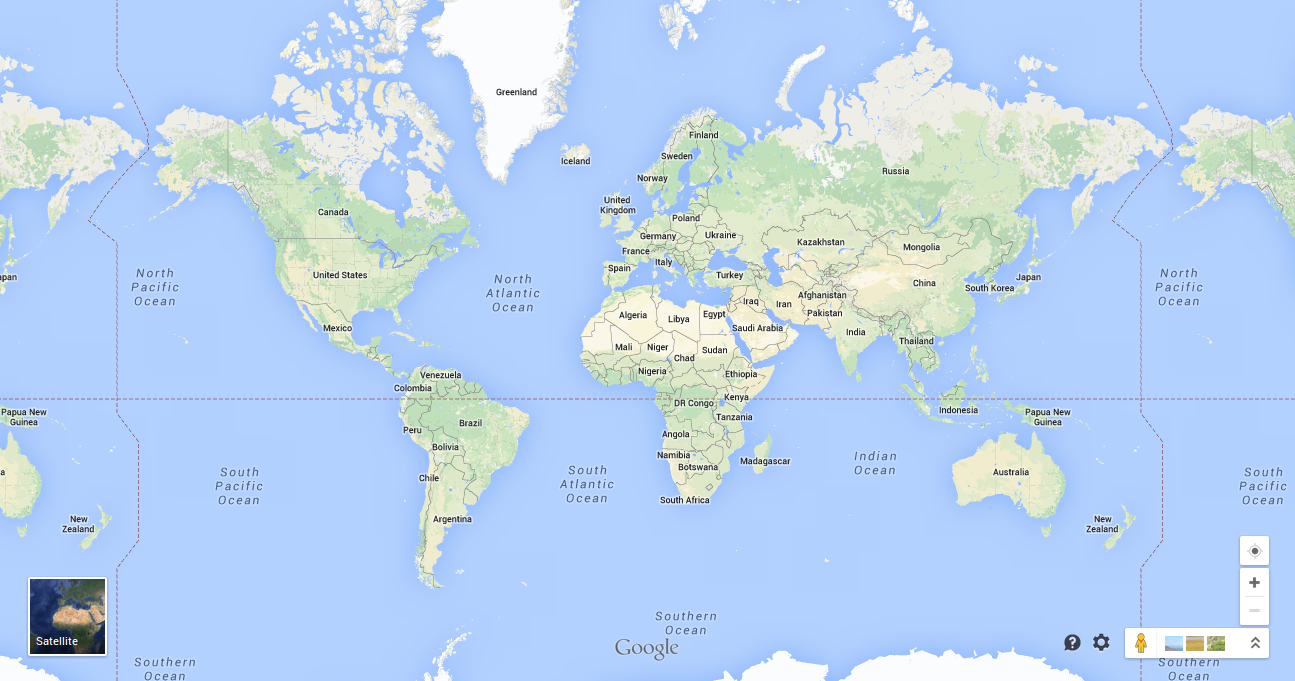 Greenland
Iceland
Finland
Sweden
Norway
Russia
United
Kingdom
Canada
Poland
Germany
Ukraine
France
Kazakhstan
Mongolia
Italy
Spain
Turkey
United States
North
Pacific
Ocean
North
Atlantic
Ocean
China
Japan
South Korea
pan
North
Pacific
Ocean
Iraq
Iran
Afghanistan
Pakistan
Algeria
Libya
Egypt
Saudi Arabia
India
Mexico
Mali
Niger
Chad
Sudan
Thailand
Venezuela
Nigeria
Ethiopia
Colombia
Kenya
DR Congo
Tanzania
Indonesia
Papua New
Guinea
Papua New
Guinea
Peru
Brazil
Bolivia
Angola
Namibia
Botswana
Madagascar
Indian
Ocean
South
Pacific
Ocean
South
Atlantic
Ocean
Chile
South Africa
Australia
a
South
Pacific
Ocean
Argentina
New
Zealand
New
Zealand
Satellite
Southern
Ocean
Google
Southern
Ocean
Southern
Ocean